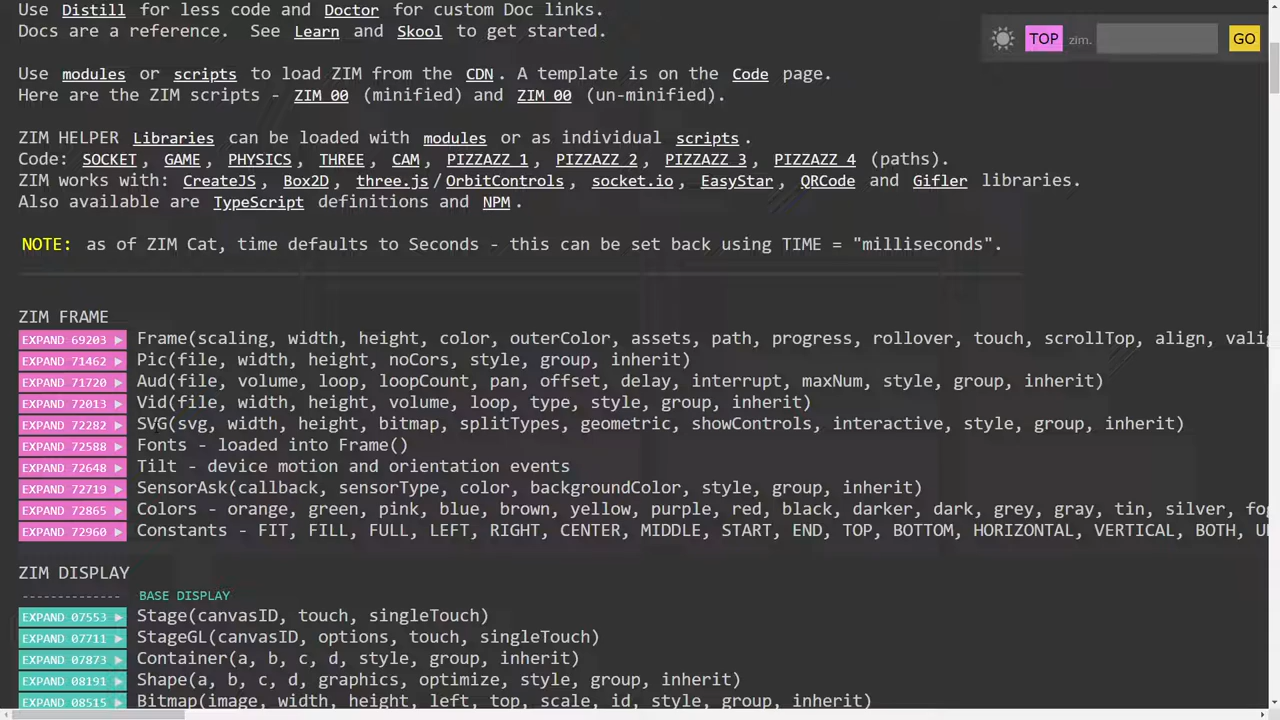 Use Distill for less code and Doctor for custom Doc links.
Docs are a reference. See Learn and Skool to get started.
TOP zim. GO
Use modules or scripts to load ZIM from the CDN. A template is on the Code page.
Here are the ZIM scripts - ZIM 00 (minified) and ZIM 00 (un-minified).
ZIM HELPER Libraries can be loaded with modules or as individual scripts.
Code: SOCKET, GAME, PHYSICS, THREE, CAM, PIZZAZZ 1, PIZZAZZ 2, PIZZAZZ 3, PIZZAZZ 4 (paths).
ZIM works with: CreateJS, Box2D, three.js/OrbitControls, socket.io, EasyStar, QRCode and Gifler libraries.
Also available are TypeScript definitions and NPM.
NOTE: as of ZIM Cat, time defaults to Seconds - this can be set back using TIME = "milliseconds".
ZIM FRAME
EXPAND 69203 Frame(scaling, width, height, color, outerColor, assets, path, progress, rollover, touch, scrollTop, align, valig
EXPAND 71462 Pic(file, width, height, noCors, style, group, inherit)
EXPAND 71720 Aud(file, volume, loop, loopCount, pan, offset, delay, interrupt, maxNum, style, group, inherit)
EXPAND 72013 Vid(file, width, height, volume, loop, type, style, group, inherit)
EXPAND 72282 SVG(svg, width, height, bitmap, splitTypes, geometric, showControls, interactive, style, group, inherit)
EXPAND 72588 Fonts - loaded into Frame()
EXPAND 72648 Tilt - device motion and orientation events
EXPAND 72719 SensorAsk(callback, sensorType, color, backgroundColor, style, group, inherit)
EXPAND 72865 Colors - orange, green, pink, blue, brown, yellow, purple, red, black, darker, dark, grey, gray, tin, silver, fog
EXPAND 72960 Constants - FIT, FILL, FULL, LEFT, RIGHT, CENTER, MIDDLE, START, END, TOP, BOTTOM, HORIZONTAL, VERTICAL, BOTH, U
ZIM DISPLAY
-------------- BASE DISPLAY
EXPAND 07553 Stage(canvasID, touch, singleTouch)
EXPAND 07711 StageGL(canvasID, options, touch, singleTouch)
EXPAND 07873 Container(a, b, c, d, style, group, inherit)
EXPAND 08191 Shape(a, b, c, d, graphics, optimize, style, group, inherit)
EXPAND 08515 Bitmap(image, width, height, left, top, scale, id, style, group, inherit)